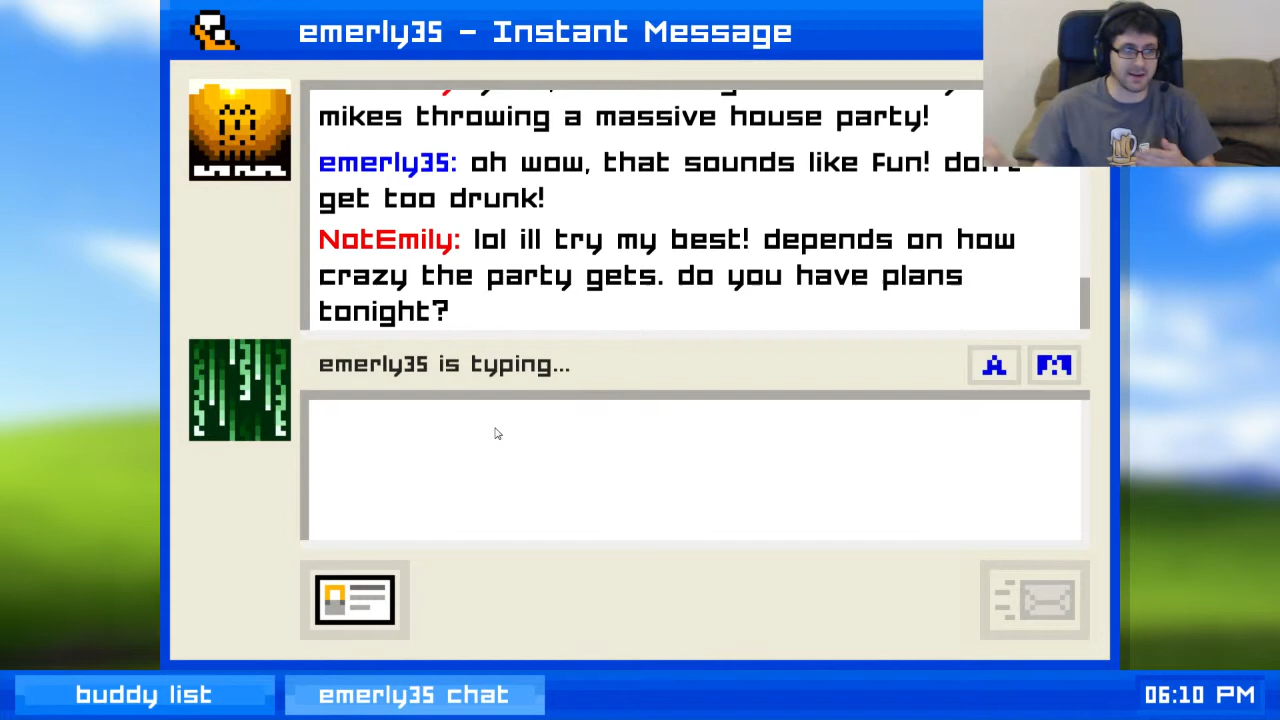 emerly35 - Instant Message
mikes throwing a massive house party!
emerly35: oh wow, that sounds like fun! don't
get too drunk!
NotEmily: lol ill try my best! depends on how
crazy the party gets. do you have plans
tonight?
emerly35 is typing...
A
buddy list
emerly35 chat
06:10 PM